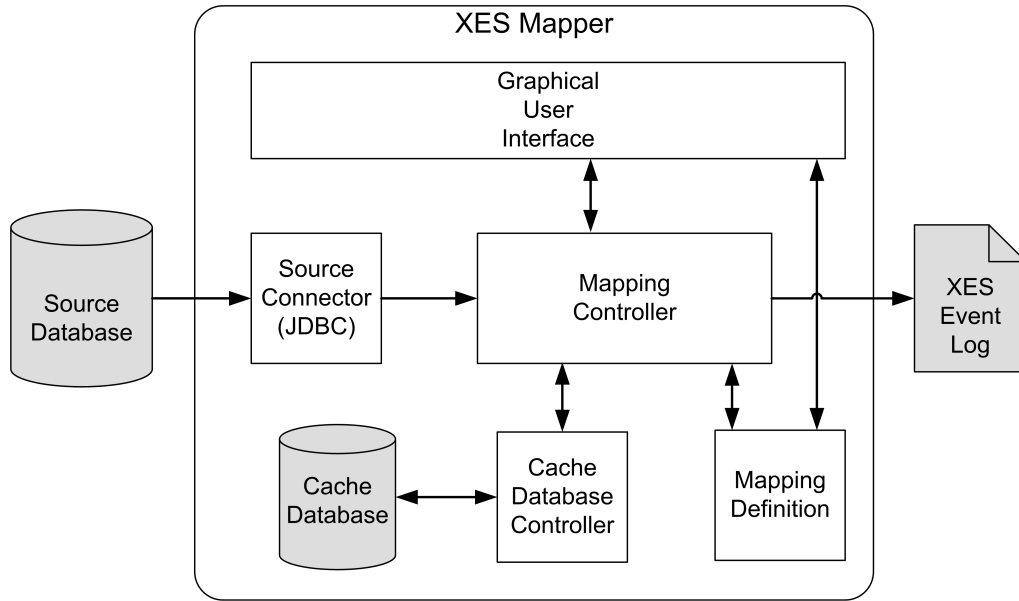 XES Mapper
Graphical
User
Interface
Source
Database
Source
Connector
(JDBC)
Mapping
Controller
XES
Event
Log
Cache
Database
Cache
Database
Controller
Mapping
Definition